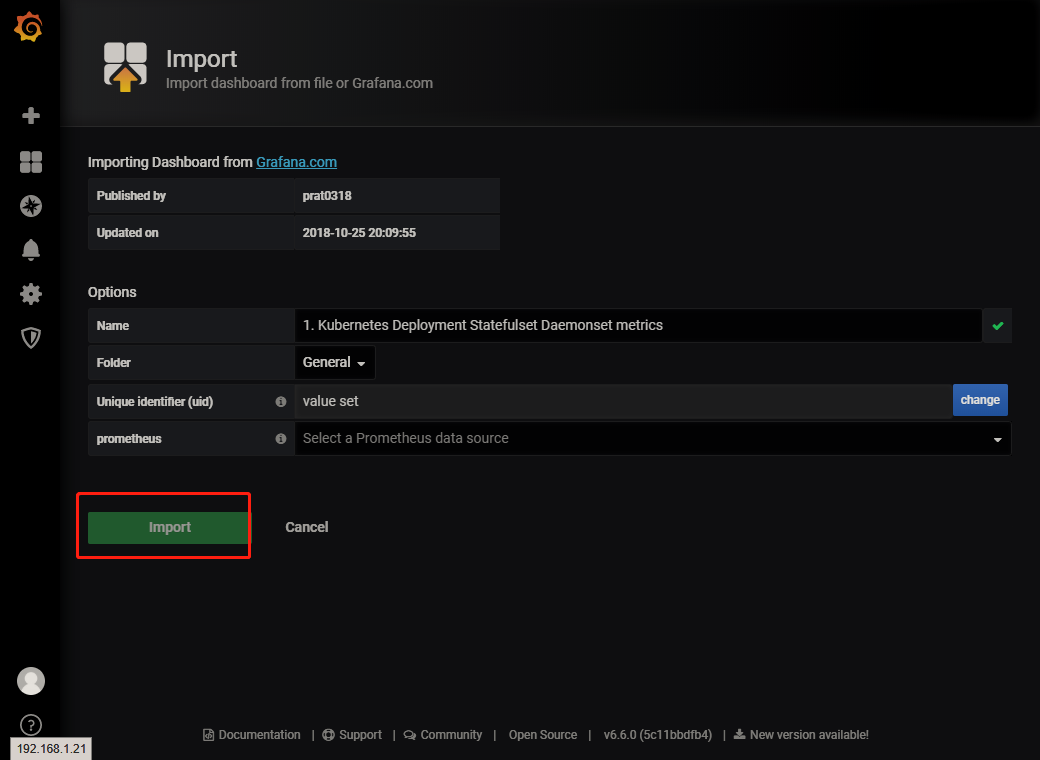 Import
Import dashboard from file or Grafana.com
Importing Dashboard from Grafana.com
Published by prat0318
Updated on 2018-10-25 20:09:55
Options
Name 1. Kubernetes Deployment Statefulset Daemonset metrics
Folder General
Unique identifier (uid) value set change
prometheus Select a Prometheus data source
Import Cancel
Documentation | Support | Community | Open Source | v6.6.0 (5c11bbdfb4) | New version available!
192.168.1.21